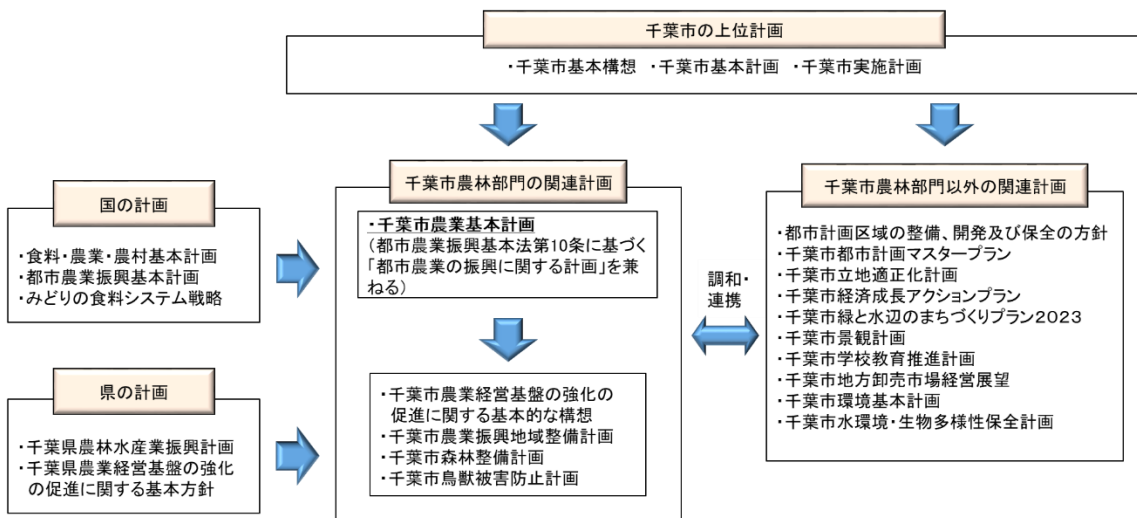 千葉市の上位計画
・千葉市基本構想 ・千葉市基本計画 ・千葉市実施計画
国の計画
・食料・農業・農村基本計画
・都市農業振興基本計画
・みどりの食料システム戦略
県の計画
・千葉県農林水産業振興計画
・千葉県農業経営基盤の強化
の促進に関する基本方針
千葉市農林部門の関連計画
・千葉市農業基本計画
（都市農業振興基本法第10条に基づく
「都市農業の振興に関する計画」を兼
ねる）
・千葉市農業経営基盤の強化の
促進に関する基本的な構想
・千葉市農業振興地域整備計画
・千葉市森林整備計画
・千葉市鳥獣被害防止計画
調和・
連携
千葉市農林部門以外の関連計画
・都市計画区域の整備、開発及び保全の方針
・千葉市都市計画マスタープラン
・千葉市立地適正化計画
・千葉市経済成長アクションプラン
・千葉市緑と水辺のまちづくりプラン2023
・千葉市景観計画
・千葉市学校教育推進計画
・千葉市地方卸売市場経営展望
・千葉市環境基本計画
・千葉市水環境・生物多様性保全計画